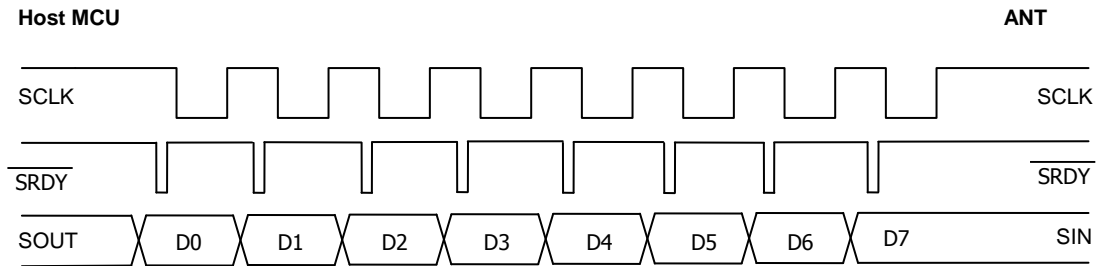 Host MCU ANT
SCLK SCLK
SRDY SRDY
SOUT D0 D1 D2 D3 D4 D5 D6 D7 SIN